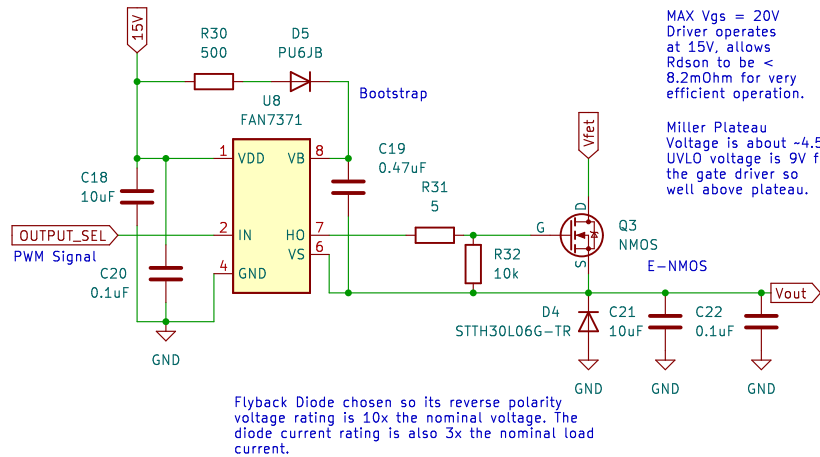 MAX Vgs = 20V
Driver operates
at 15V, allows
Rdson to be <
8.2mOhm for very
efficient operation.
15V
R30
500
D5
PU6JB
Bootstrap
U8
FAN7371
Miller Plateau
Voltage is about ~4.5
UVLO voltage is 9V f
the gate driver so
well above plateau.
Vfet
1
VDD
VB
8
C19
0.47uF
C18
10uF
R31
5
D
G
S
Q3
NMOS
OUTPUT_SEL
2
IN
HO
7
VS
6
PWM Signal
R32
10k
E-NMOS
C20
0.1uF
4
GND
Vout
D4
STTH30L06G-TR
C21
10uF
C22
0.1uF
GND
GND
GND
GND
Flyback Diode chosen so its reverse polarity
voltage rating is 10x the nominal voltage. The
diode current rating is also 3x the nominal load
current.